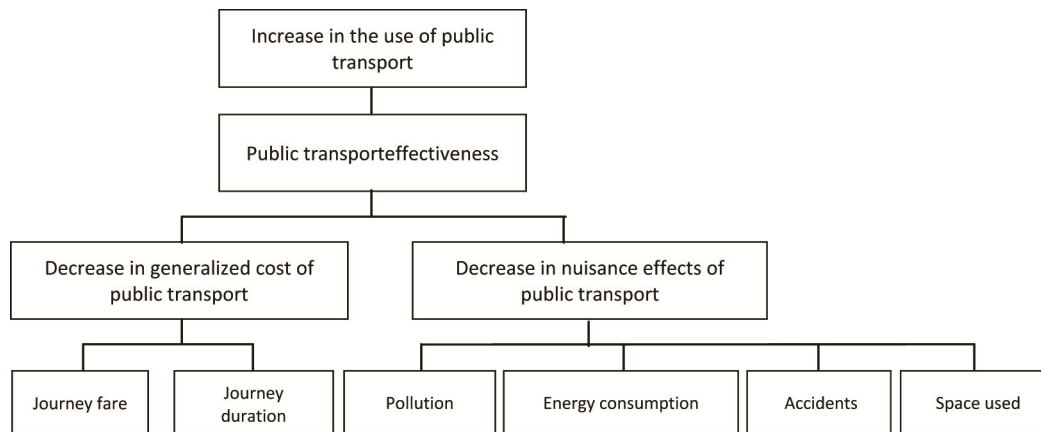 Increase in the use of public
transport
Public transporteffectiveness
Decrease in generalized cost of
public transport
Decrease in nuisance effects of
public transport
Journey fare
Journey
duration
Pollution
Energy consumption
Accidents
Space used